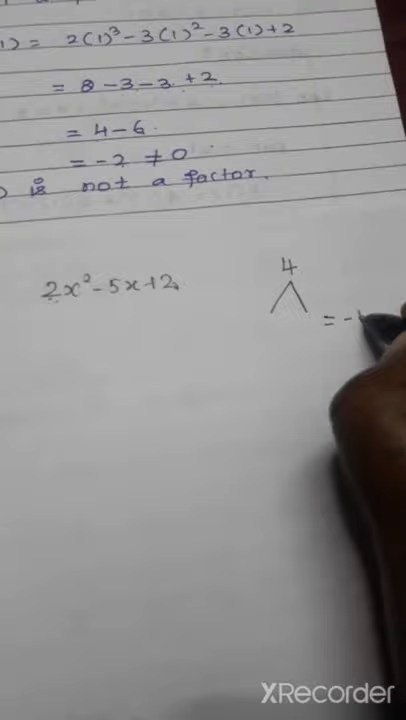 1) = 2(1)³-3(1)²-3(1)+2
= 8-3-3+2
= 4-6.
= -2 ≠ 0.
) is not a factor.
2x²-5x+2
4
= -
XRecorder